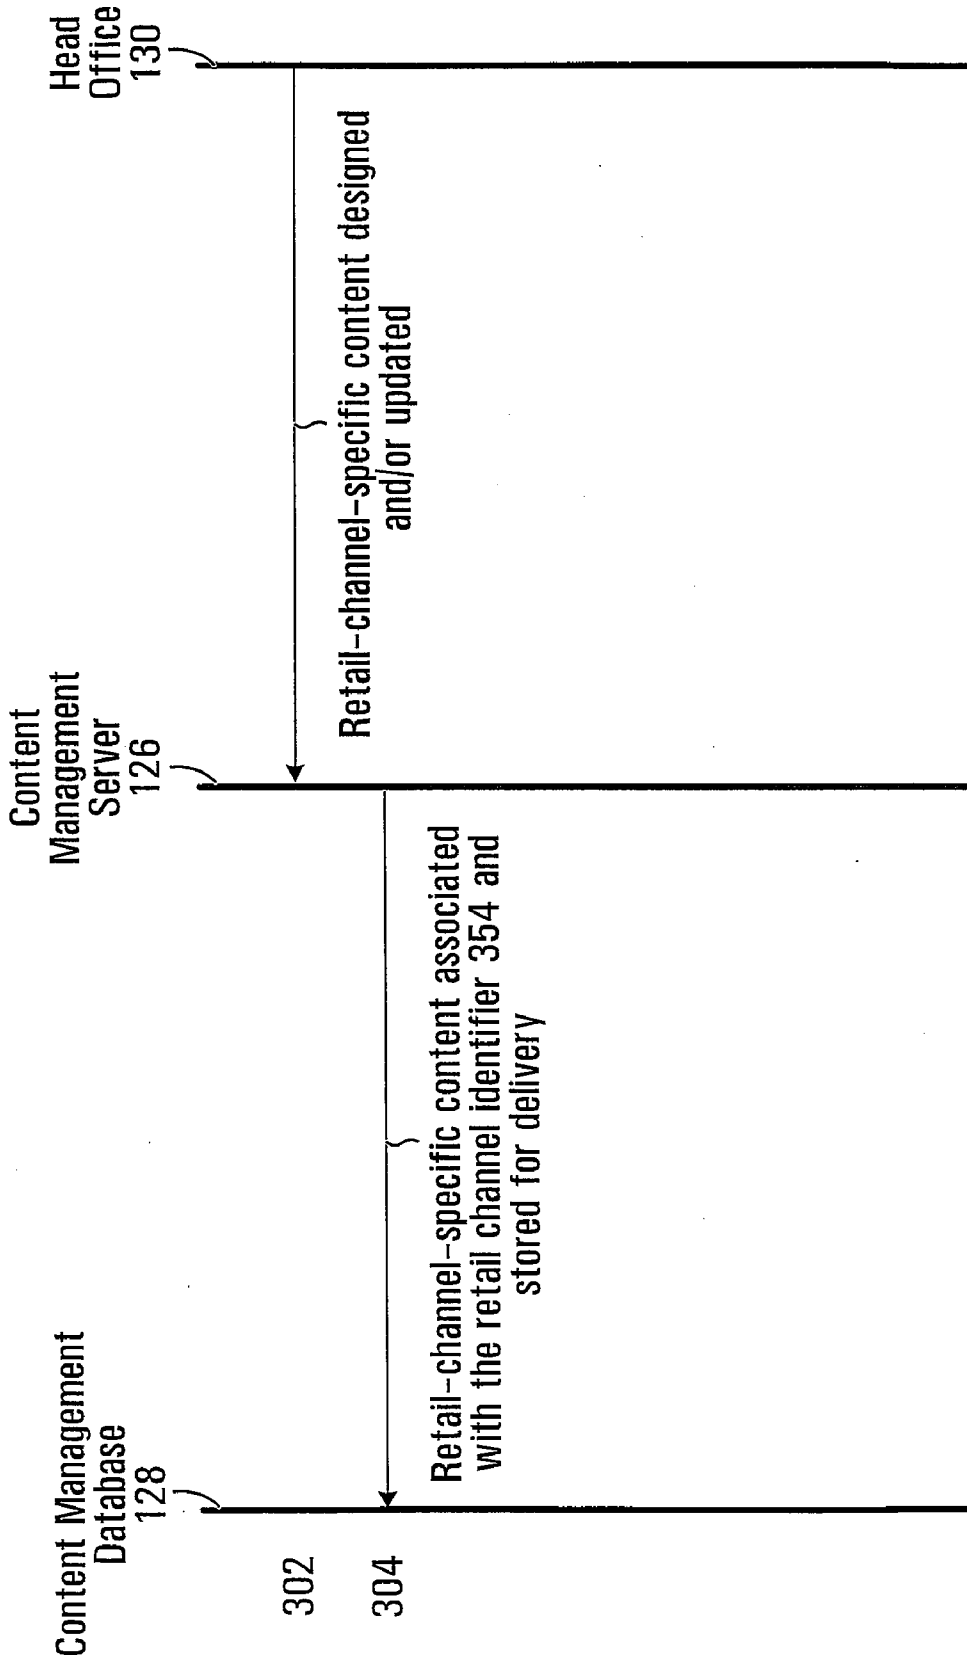 Content Management
Database
128
Content
Management
Server
126
Head
Office
130
302
Retail-channel-specific content designed
and/or updated
304
Retail-channel-specific content associated
with the retail channel identifier 354 and
stored for delivery